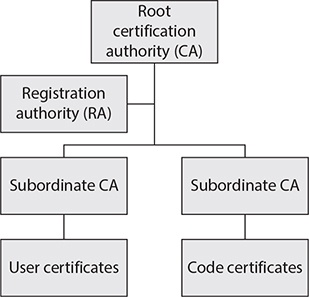 Root
certification
authority (CA)
Registration
authority (RA)
Subordinate CA
Subordinate CA
User certificates
Code certificates